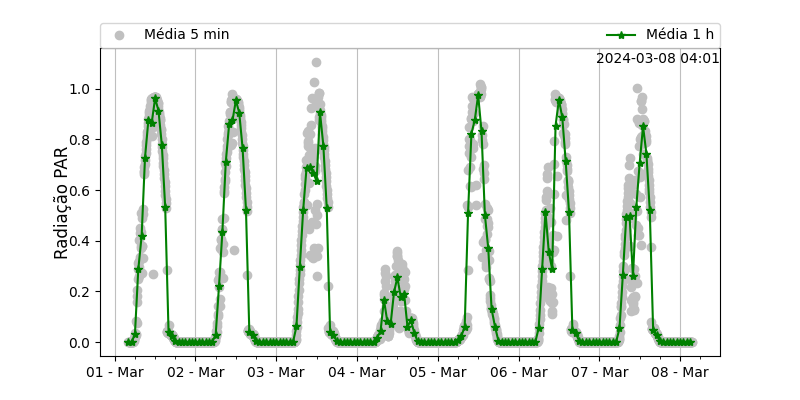 Média 5 min
Média 1 h
2024-03-08 04:01
Radiação PAR
1.0
0.8
0.6
0.4
0.2
0.0
01 - Mar
02 - Mar
03 - Mar
04 - Mar
05 - Mar
06 - Mar
07 - Mar
08 - Mar